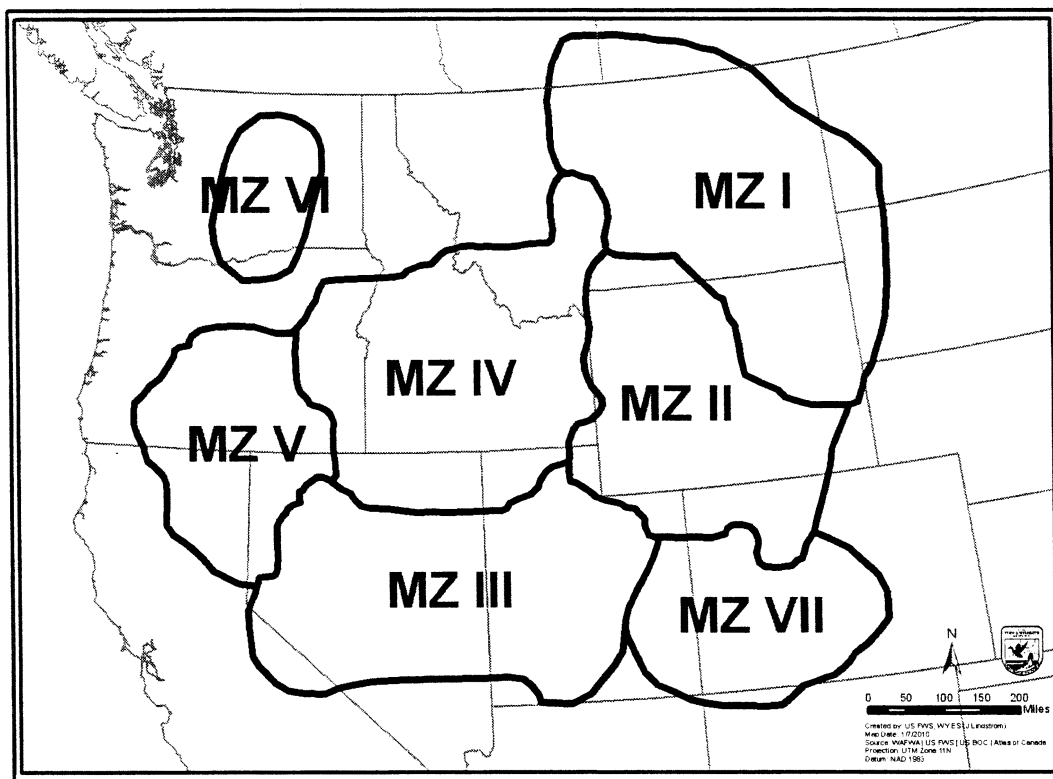 MZ VI
MZ I
MZ IV
MZ II
MZ V
MZ III
MZ VII
N
0 50 100 150 200
Miles
Created by: US FWS, WYES (J Lindstrom)
Map Date: 1/7/2010
Source: WAFWA | US FWS | US BOC | Atlas of Canada
Projection: UTM Zone 11N
Datum: NAD 1983